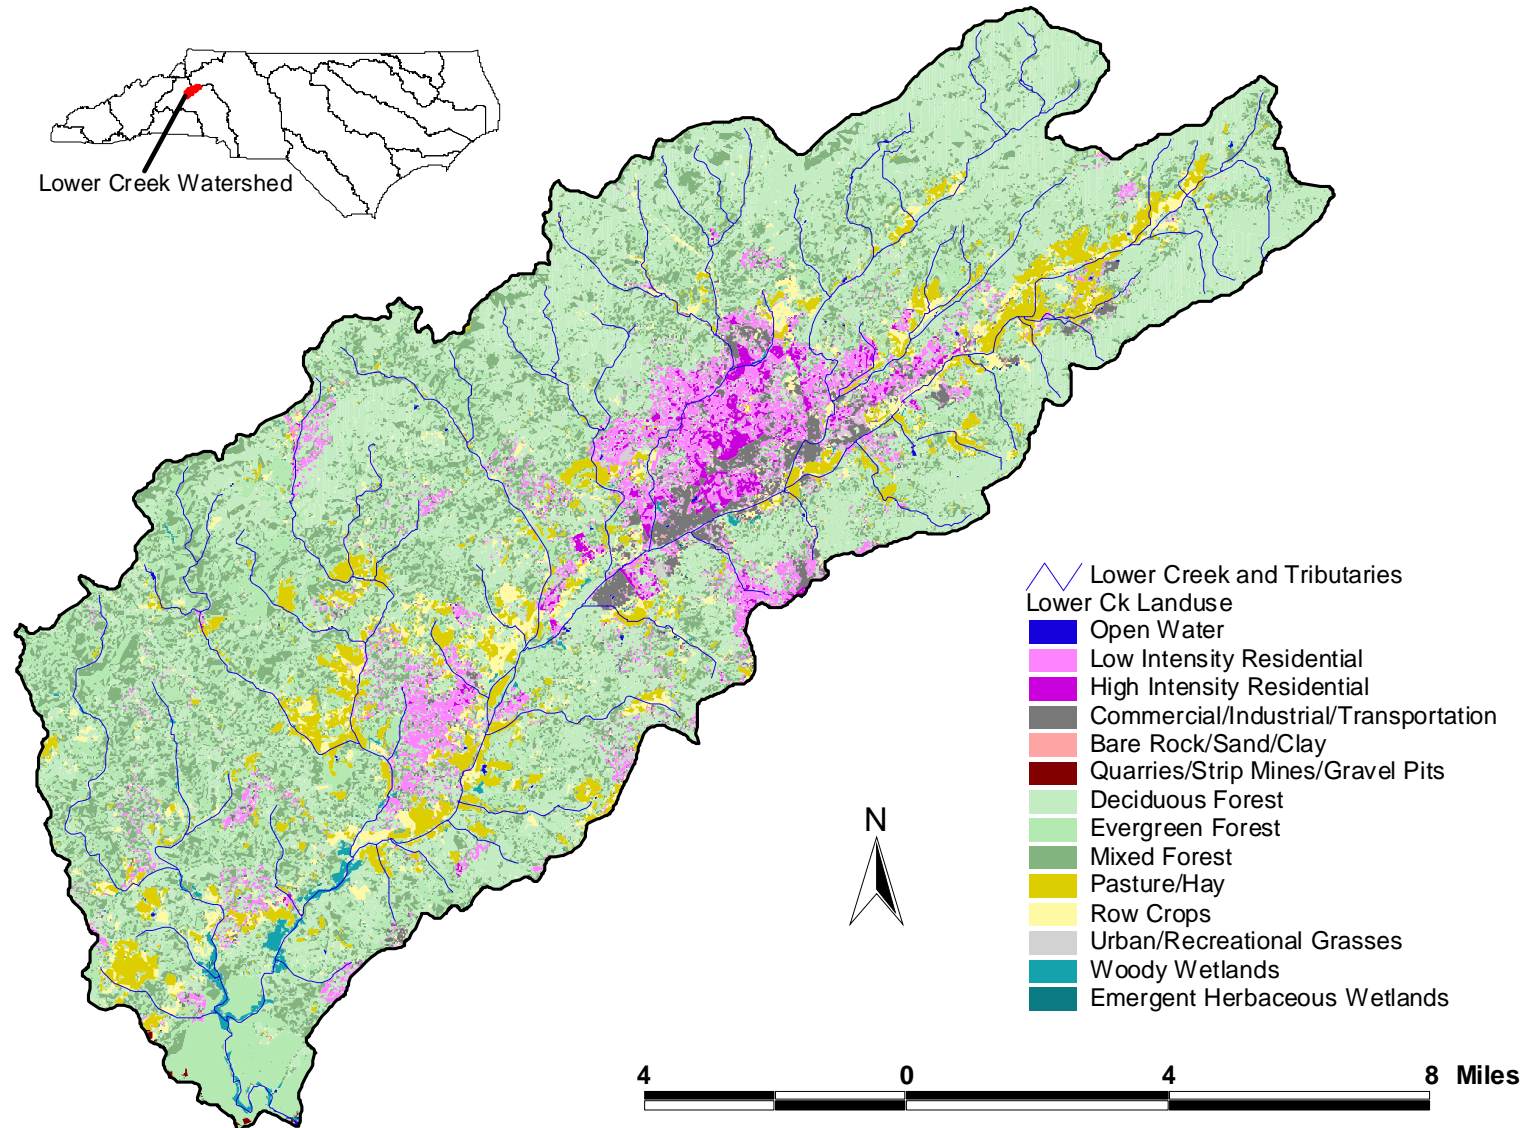 Lower Creek Watershed
Lower Creek and Tributaries
Lower Ck Landuse
Open Water
Low Intensity Residential
High Intensity Residential
Commercial/Industrial/Transportation
Bare Rock/Sand/Clay
Quarries/Strip Mines/Gravel Pits
Deciduous Forest
Evergreen Forest
Mixed Forest
Pasture/Hay
Row Crops
Urban/Recreational Grasses
Woody Wetlands
Emergent Herbaceous Wetlands
N
4 0 4 8 Miles